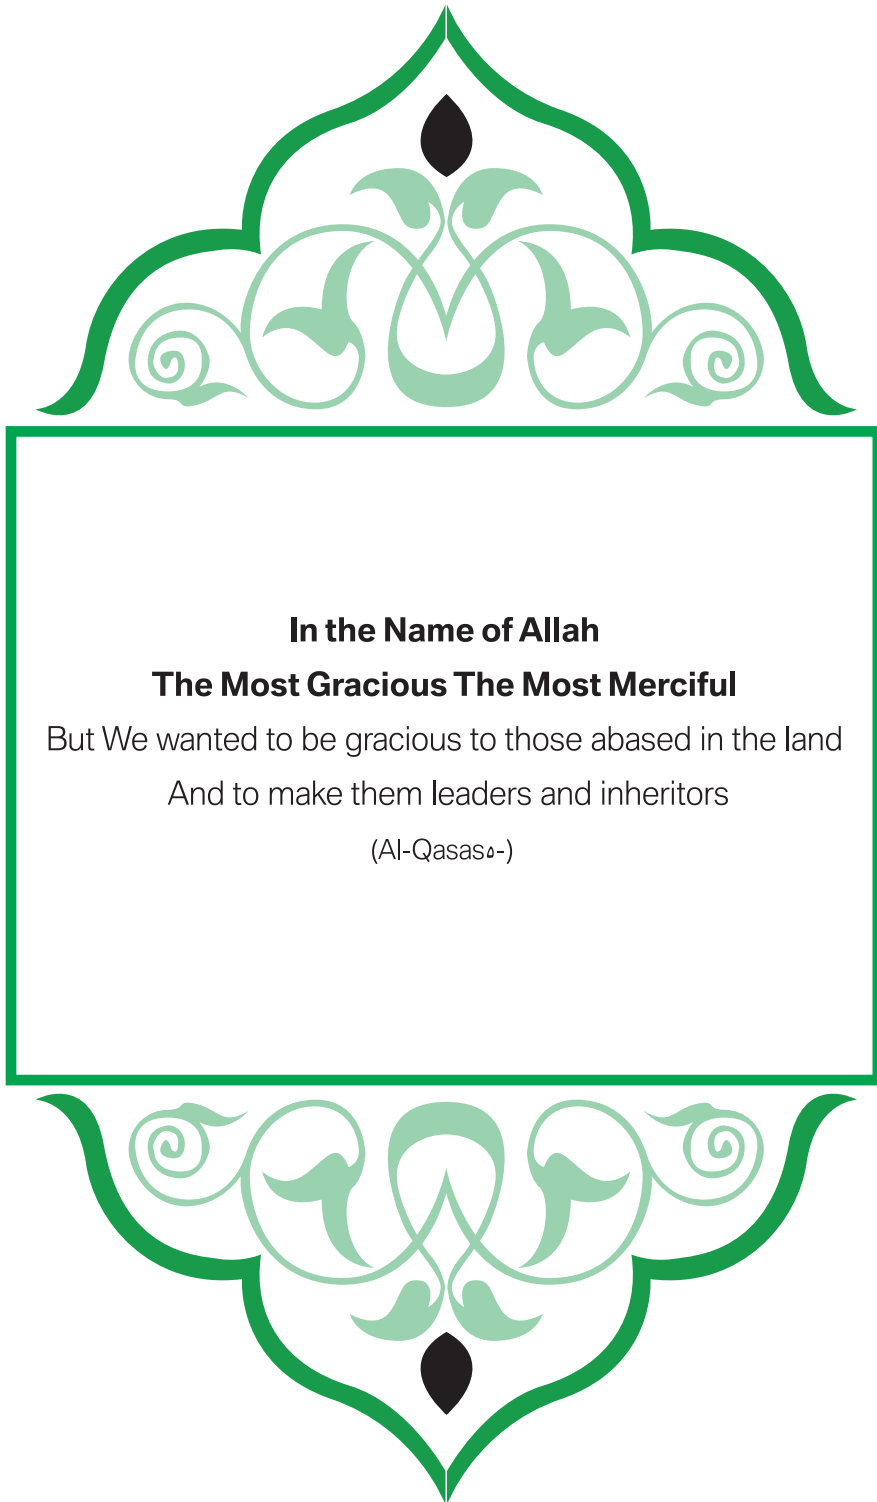 In the Name of Allah
The Most Gracious The Most Merciful
But We wanted to be gracious to those abased in the land
And to make them leaders and inheritors
(Al-Qasas۵-)